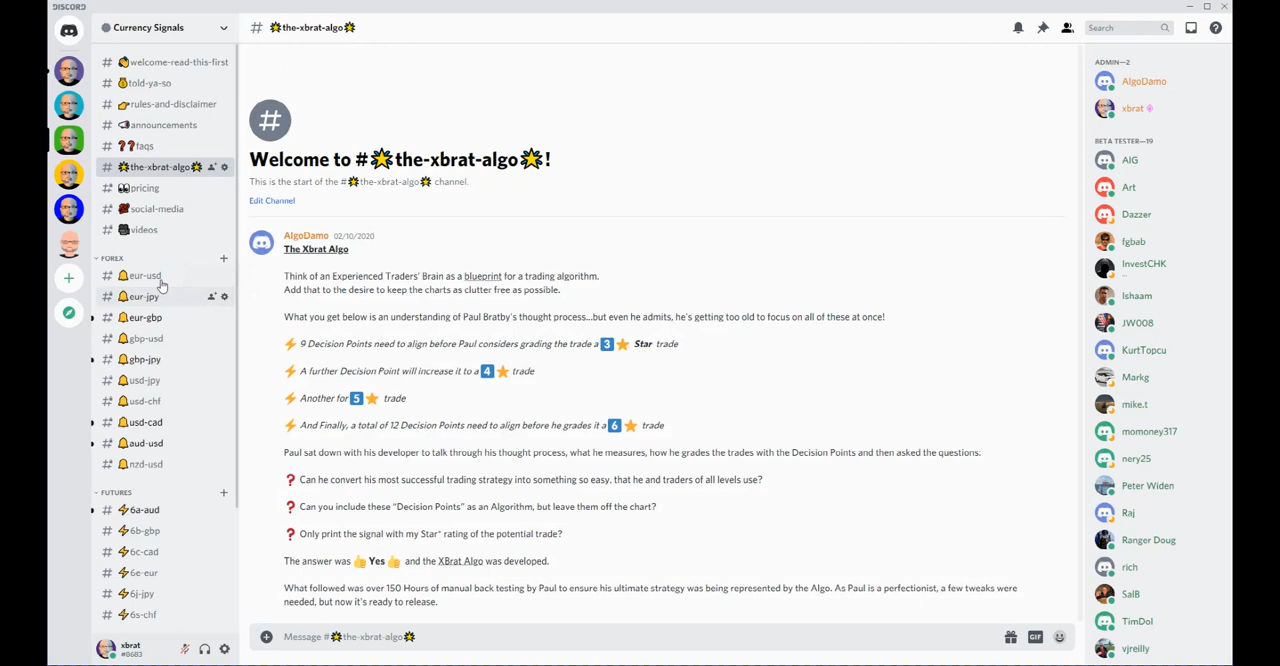 DISCORD
Currency Signals
# 🌟the-xbrat-algo🌟
Search
# 👏welcome-read-this-first
# 💰told-ya-so
# 👉rules-and-disclaimer
# 📢announcements
# ❓❓faqs
# 🌟the-xbrat-algo🌟
# 👀pricing
# social-media
# videos
FOREX
# 🔔eur-usd
# 🔔eur-jpy
# 🔔eur-gbp
# 🔔gbp-usd
# 🔔gbp-jpy
# 🔔usd-jpy
# 🔔usd-chf
# 🔔usd-cad
# 🔔aud-usd
# 🔔nzd-usd
FUTURES
# ⚡6a-aud
# ⚡6b-gbp
# ⚡6c-cad
# ⚡6e-eur
# ⚡6j-jpy
# ⚡6s-chf
xbrat
#8683
Welcome to #🌟the-xbrat-algo🌟!
This is the start of the #🌟the-xbrat-algo🌟 channel.
Edit Channel
AlgoDamo 02/10/2020
The Xbrat Algo
Think of an Experienced Traders' Brain as a blueprint for a trading algorithm.
Add that to the desire to keep the charts as clutter free as possible.
What you get below is an understanding of Paul Bratby's thought process...but even he admits, he's getting too old to focus on all of these at once!
⚡ 9 Decision Points need to align before Paul considers grading the trade a 3 ⭐ Star trade
⚡ A further Decision Point will increase it to a 4 ⭐ trade
⚡ Another for 5 ⭐ trade
⚡ And Finally, a total of 12 Decision Points need to align before he grades it a 6 ⭐ trade
Paul sat down with his developer to talk through his thought process, what he measures, how he grades the trades with the Decision Points and then asked the questions.
❓ Can he convert his most successful trading strategy into something so easy, that he and traders of all levels use?
❓ Can you include these "Decision Points" as an Algorithm, but leave them off the chart?
❓ Only print the signal with my Star* rating of the potential trade?
The answer was 👍 Yes 👍 and the XBrat Algo was developed.
What followed was over 150 Hours of manual back testing by Paul to ensure his ultimate strategy was being represented by the Algo. As Paul is a perfectionist, a few tweaks were
needed, but now it's ready to release.
Message #🌟the-xbrat-algo🌟
GIF
ADMIN—2
AlgoDamo
xbrat
BETA TESTER—19
AlG
Art
Dazzer
fgbab
InvestCHK
Ishaam
JW008
KurtTopcu
Markg
mike.t
momoney317
nery25
Peter Widen
Raj
Ranger Doug
rich
SalB
TimDol
vjreilly